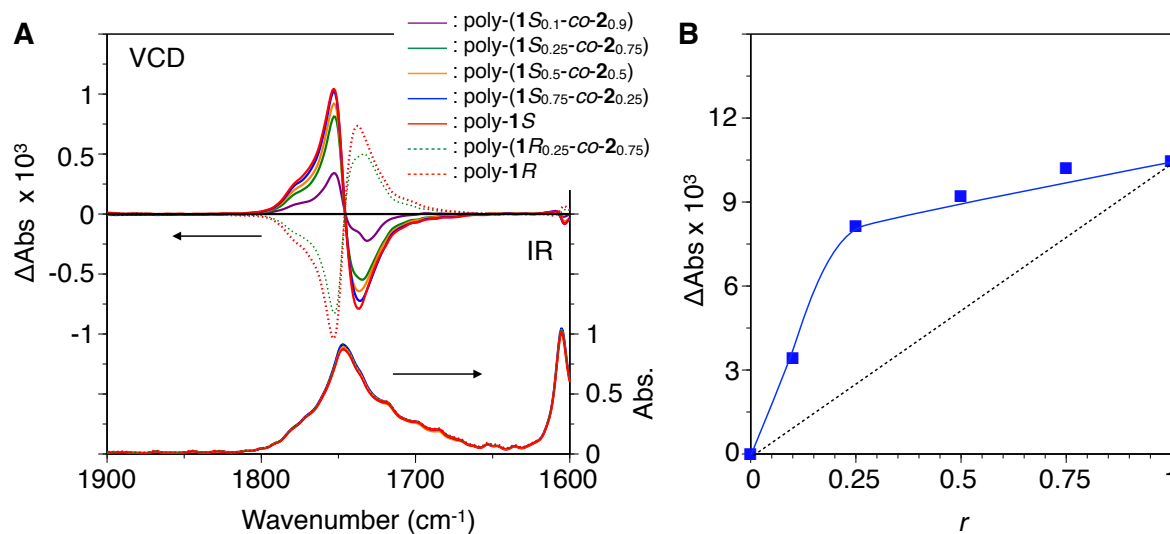 A
VCD
: poly-(1S0.1-co-20.9)
: poly-(1S0.25-co-20.75)
: poly-(1S0.5-co-20.5)
: poly-(1S0.75-co-20.25)
: poly-1S
: poly-(1R0.25-co-20.75)
: poly-1R
1
0.5
0
-0.5
-1
ΔAbs x 10³
IR
1
0.5
0
Abs.
1900
1800
1700
1600
Wavenumber (cm-1)
B
12
9
6
3
0
ΔAbs x 10³
0
0.25
0.5
0.75
r